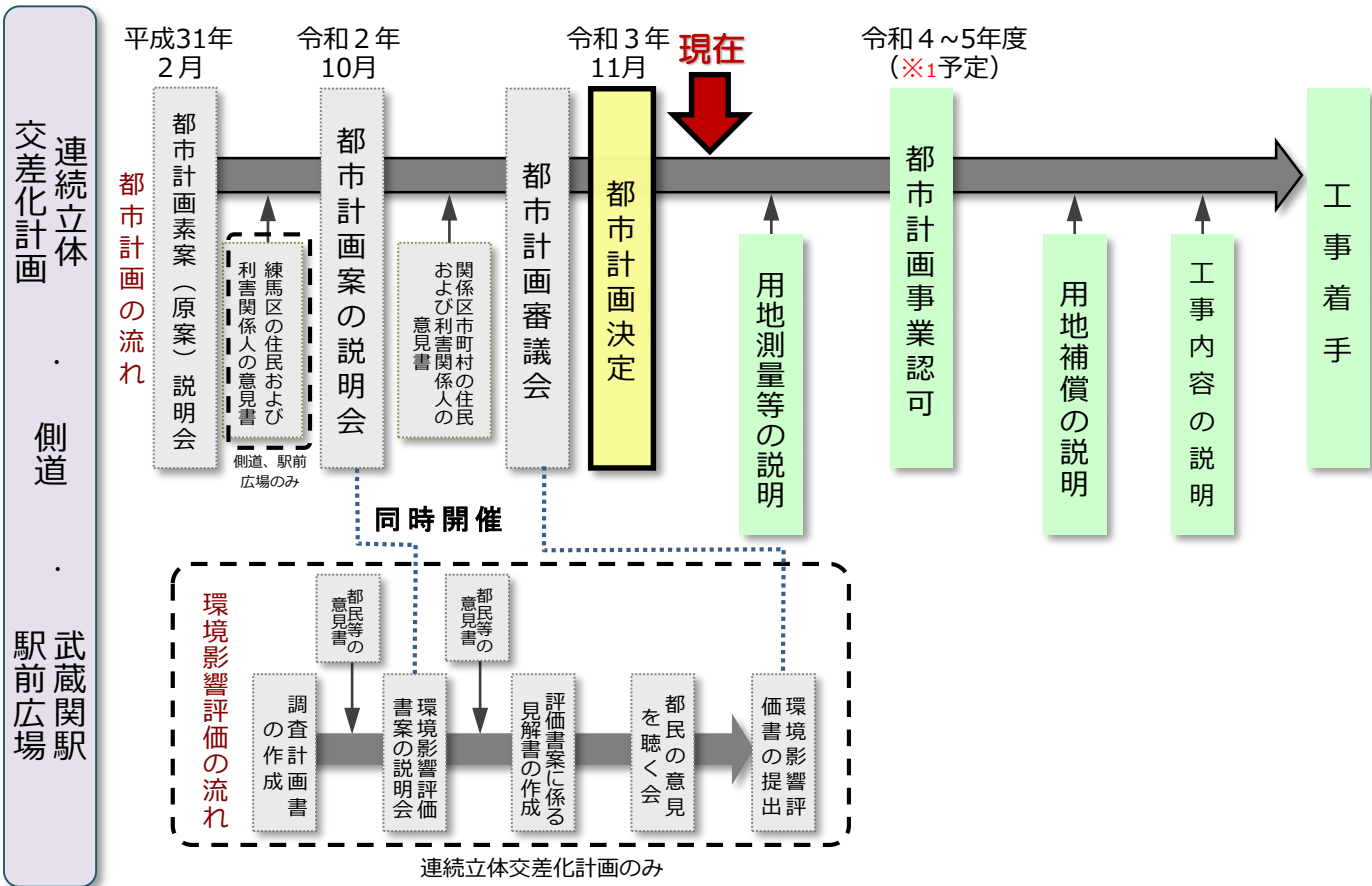 連続立体
交差化計画
・
側道
・
武蔵関駅
駅前広場
平成31年
２月
令和２年
10月
令和３年
11月
現在
令和４~5年度
（※1予定）
都市計画の流れ
都市計画素案（原案）説明会
練馬区の住民および
利害関係人の意見書
側道、駅前
広場のみ
都市計画案の説明会
関係区市町村の住民
および利害関係人の
意見書
都市計画審議会
都市計画決定
用地測量等の説明
都市計画事業認可
用地補償の説明
工事内容の説明
工事着手
同時開催
環境影響評価の流れ
調査計画書
の作成
都民等の
意見書
環境影響評価
書案の説明会
都民等の
意見書
評価書案に係る
見解書の作成
都民の意見
を聴く会
環境影響評
価書の提出
連続立体交差化計画のみ